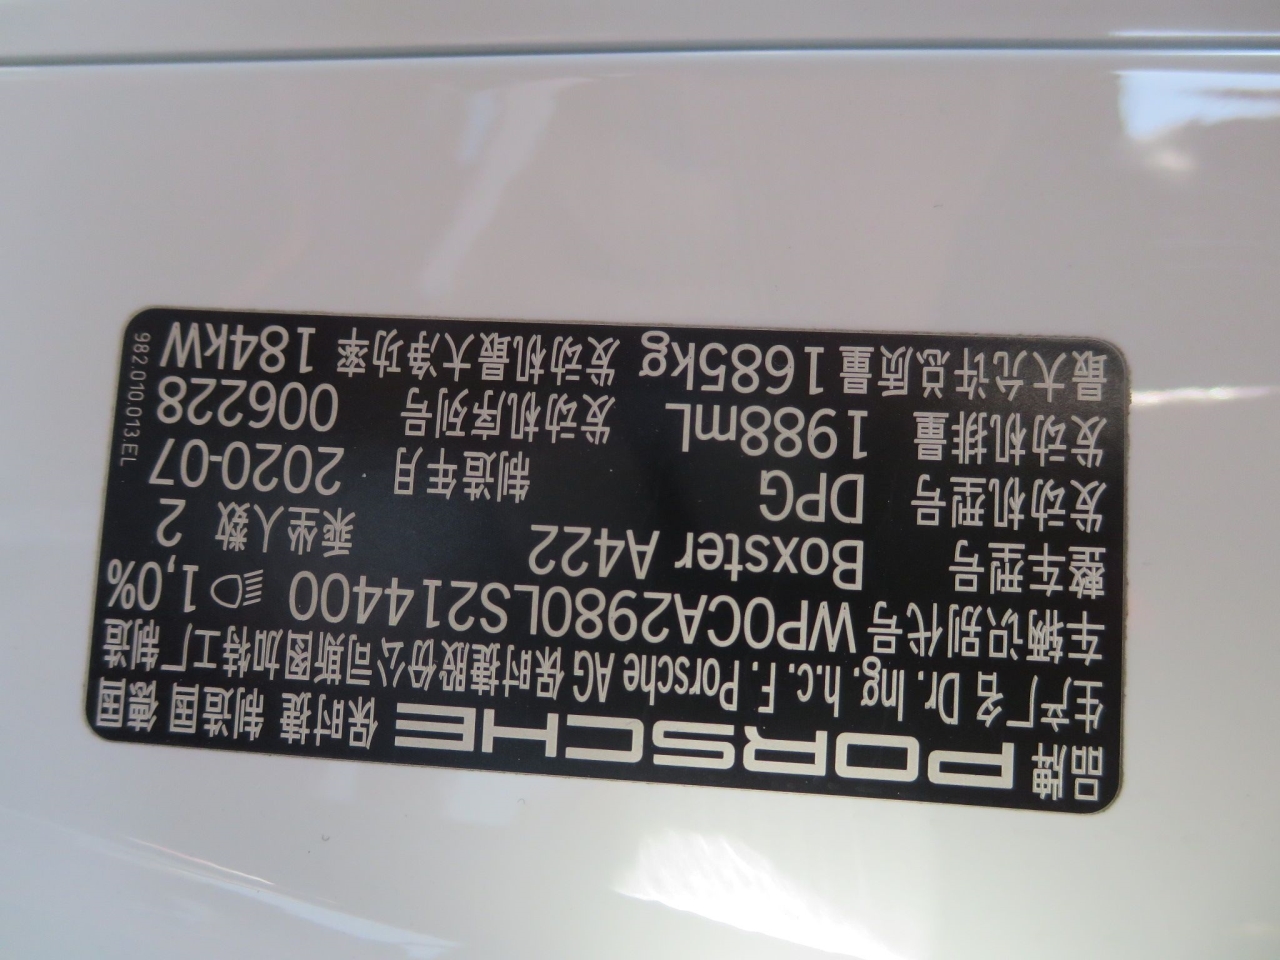 品牌 PORSCHE 保时捷 制造国 德国
生产厂名 Dr. Ing. h.c. F. Porsche AG 保时捷股份公司斯图加特工厂制造
车辆识别代号 WP0CA2980LS214400 1,0%
整车型号 Boxster A422 乘坐人数 2
发动机型号 DPG 制造年月 2020-07
发动机排量 1988mL 发动机序列号 006228
最大允许总质量 1685kg 发动机最大净功率 184kW
982.010.013.EL